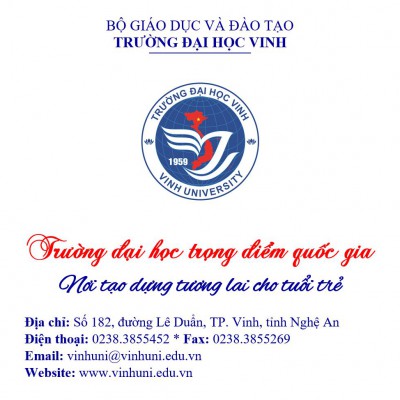 BỘ GIÁO DỤC VÀ ĐÀO TẠO
TRƯỜNG ĐẠI HỌC VINH
TRƯỜNG ĐẠI HỌC VINH
1959
VINH UNIVERSITY
Trường đại học trọng điểm quốc gia
Nơi tạo dựng tương lai cho tuổi trẻ
Địa chỉ: Số 182, đường Lê Duẩn, TP. Vinh, tỉnh Nghệ An
Điện thoại: 0238.3855452 * Fax: 0238.3855269
Email: vinhuni@vinhuni.edu.vn
Website: www.vinhuni.edu.vn